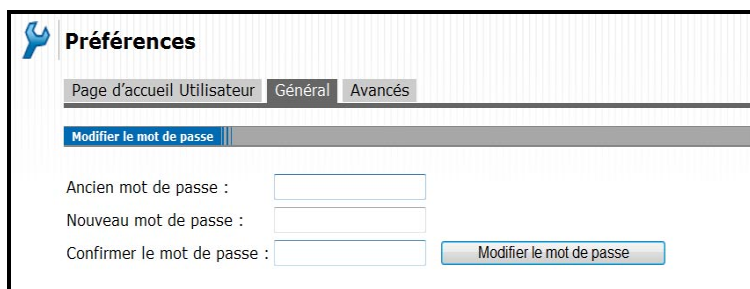 Préférences
Page d’accueil Utilisateur Général Avancés
Modifier le mot de passe
Ancien mot de passe :
Nouveau mot de passe :
Confirmer le mot de passe : Modifier le mot de passe